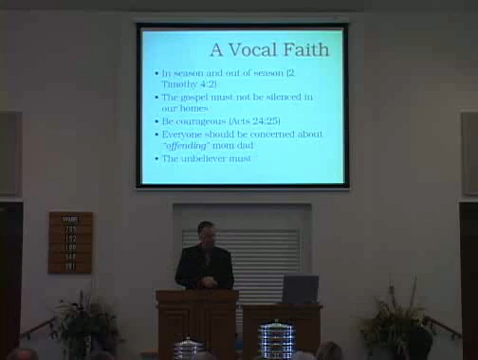 A Vocal Faith
• In season and out of season (2
Timothy 4:2)
• The gospel must not be silenced in
our homes
• Be courageous (Acts 24:25)
• Everyone should be concerned about
"offending" mom dad
• The unbeliever must